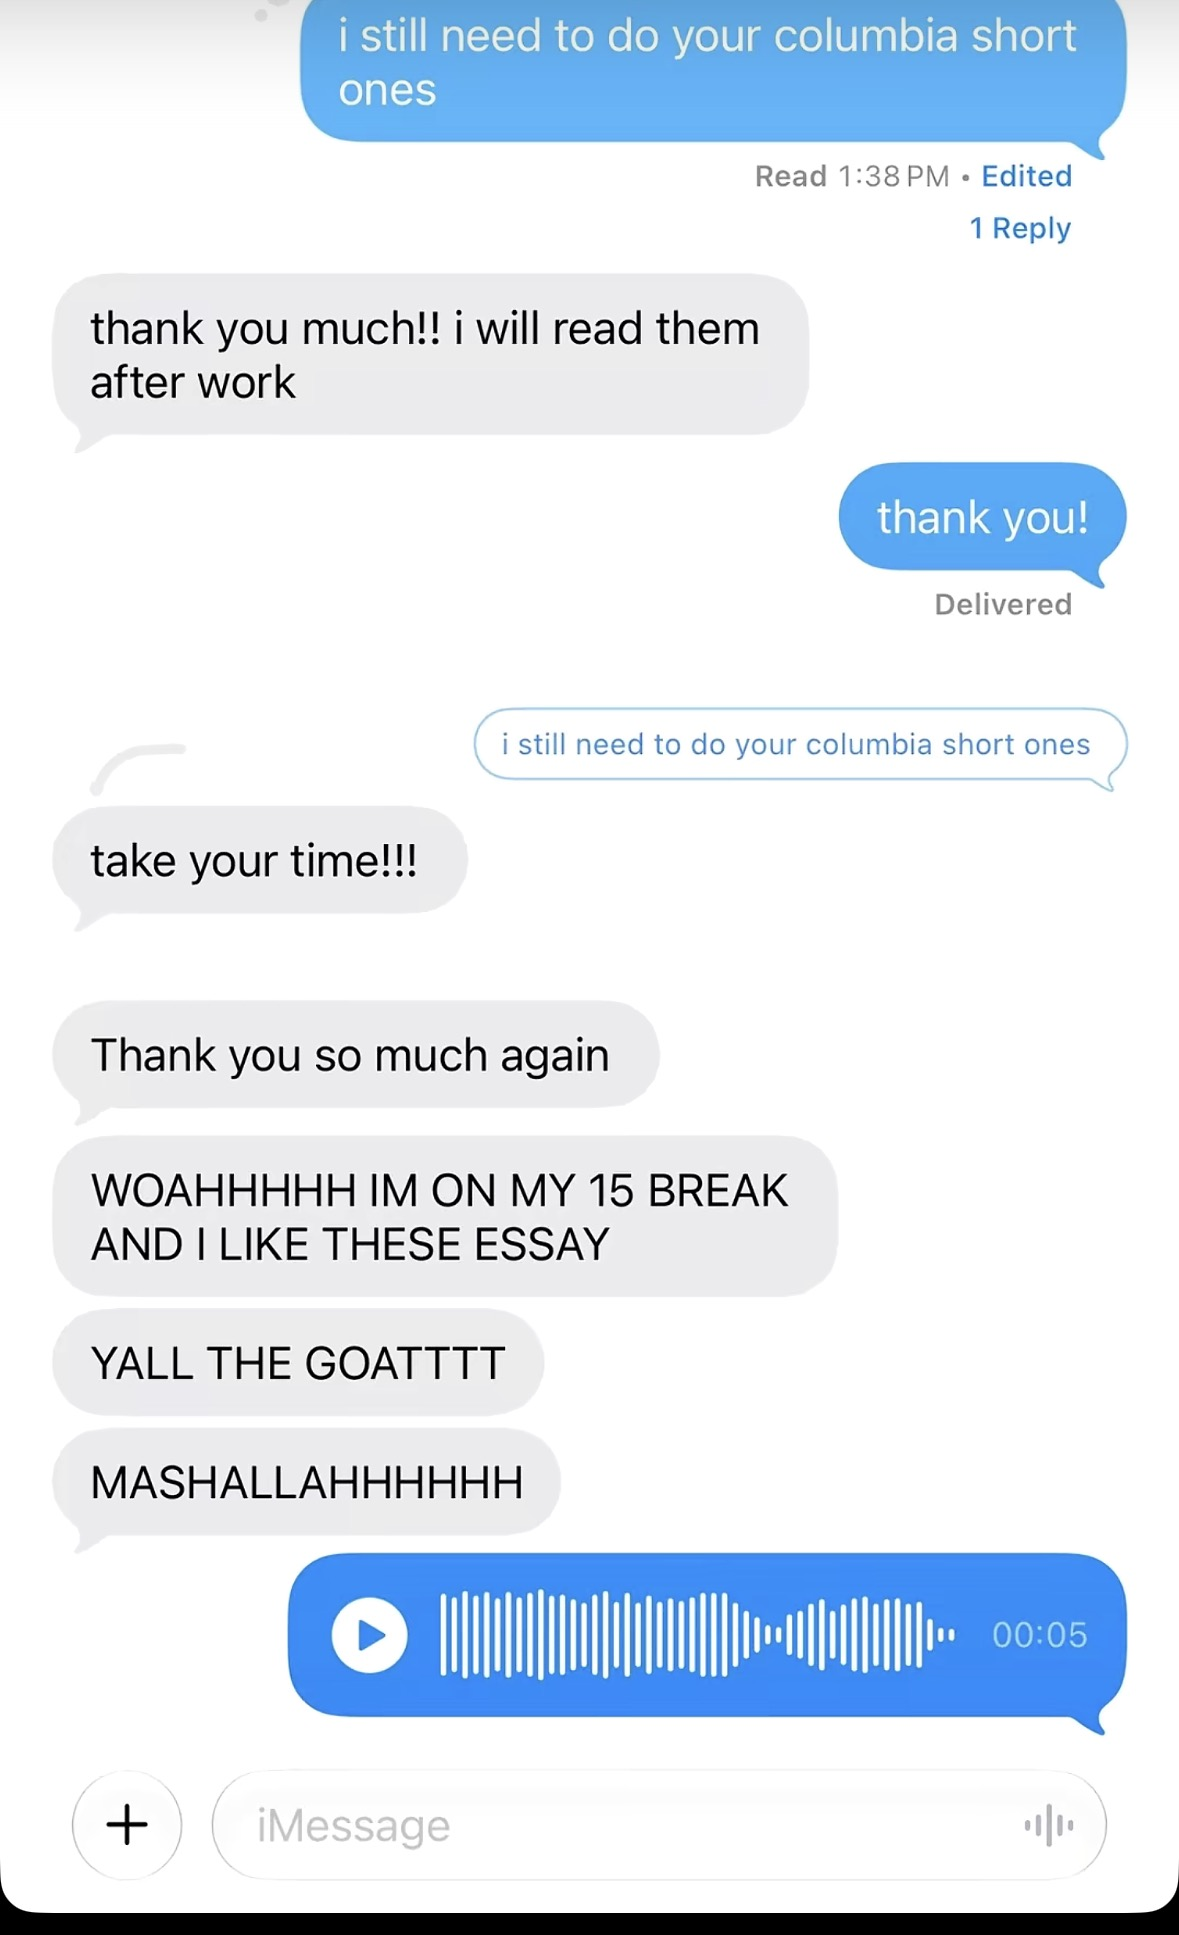 i still need to do your columbia short
ones
Read 1:38 PM • Edited
1 Reply
thank you much!! i will read them
after work
thank you!
Delivered
i still need to do your columbia short ones
take your time!!!
Thank you so much again
WOAHHHHH IM ON MY 15 BREAK
AND I LIKE THESE ESSAY
YALL THE GOATTTT
MASHALLAHHHHHH
00:05
iMessage